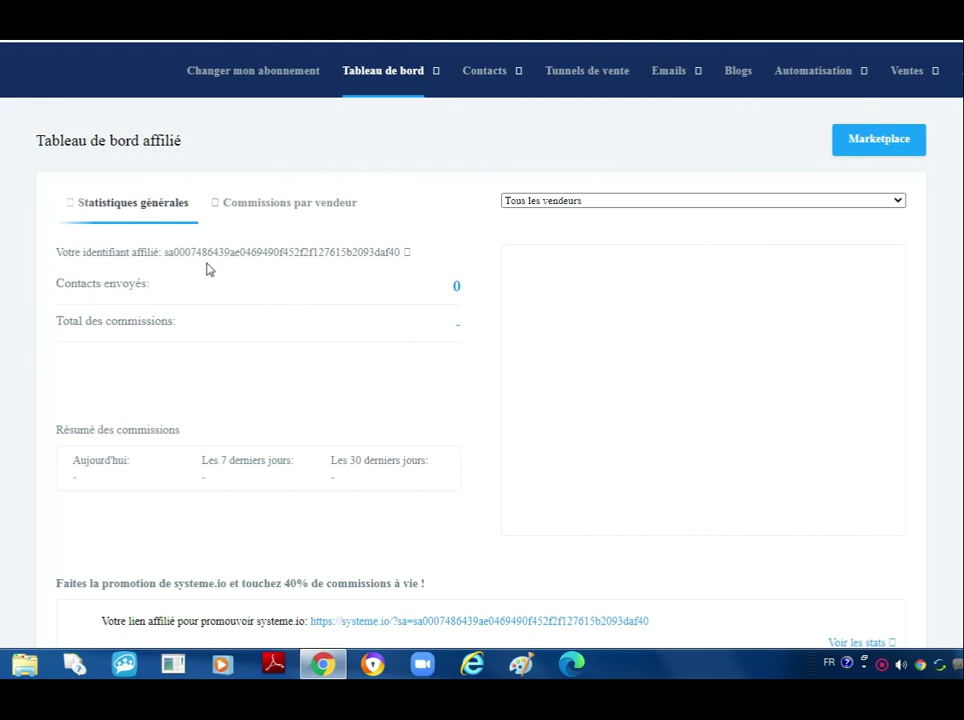 Changer mon abonnement Tableau de bord Contacts Tunnels de vente Emails Blogs Automatisation Ventes
Tableau de bord affilié
Marketplace
Statistiques générales Commissions par vendeur
Tous les vendeurs
Votre identifiant affilié: sa0007486439ae0469490f452f2f127615b2093daf40
Contacts envoyés: 0
Total des commissions: -
Résumé des commissions
Aujourd'hui: Les 7 derniers jours: Les 30 derniers jours:
- - -
Faites la promotion de systeme.io et touchez 40% de commissions à vie !
Votre lien affilié pour promouvoir systeme.io: https://systeme.io/?sa=sa0007486439ae0469490f452f2f127615b2093daf40
Voir les stats
FR